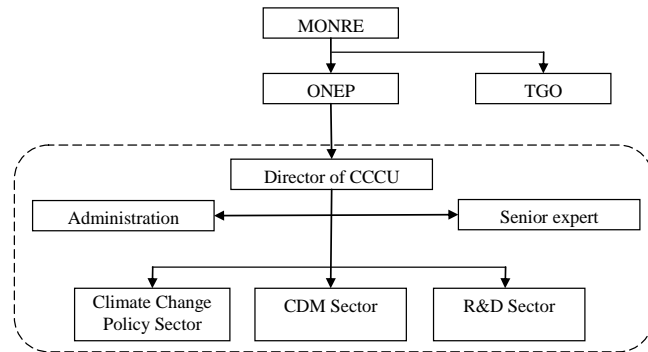 MONRE
ONEP
TGO
Director of CCCU
Administration
Senior expert
Climate Change
Policy Sector
CDM Sector
R&D Sector